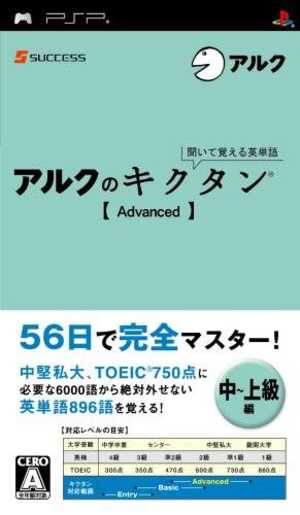 PSP
SUCCESS
アルク
聞いて覚える英単語
アルクのキクタン®
【 Advanced 】
56日で完全マスター!
中堅私大、TOEIC®750点に
必要な6000語から絶対外せない
英単語896語を覚える!
中~上級
編
【対応レベルの目安】
大学受験 中学卒業 センター 中堅私大 難関大学
英検 4級 3級 準2級 2級 準1級 1級
TOEIC 300点 350点 470点 600点 730点 860点
キクタン
対応範囲
Entry
Basic
Advanced
CERO
A
全年齢対象